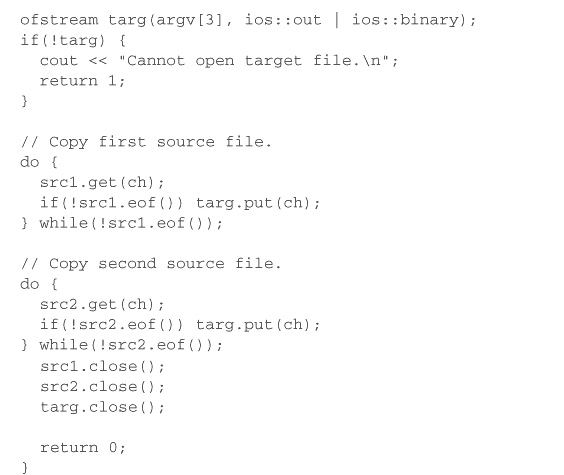 ofstream targ(argv[3], ios::out | ios::binary);
if(!targ) {
  cout << "Cannot open target file.\n";
  return 1;
}

// Copy first source file.
do {
  src1.get(ch);
  if(!src1.eof()) targ.put(ch);
} while(!src1.eof());

// Copy second source file.
do {
  src2.get(ch);
  if(!src2.eof()) targ.put(ch);
} while(!src2.eof());
  src1.close();
  src2.close();
  targ.close();

  return 0;
}